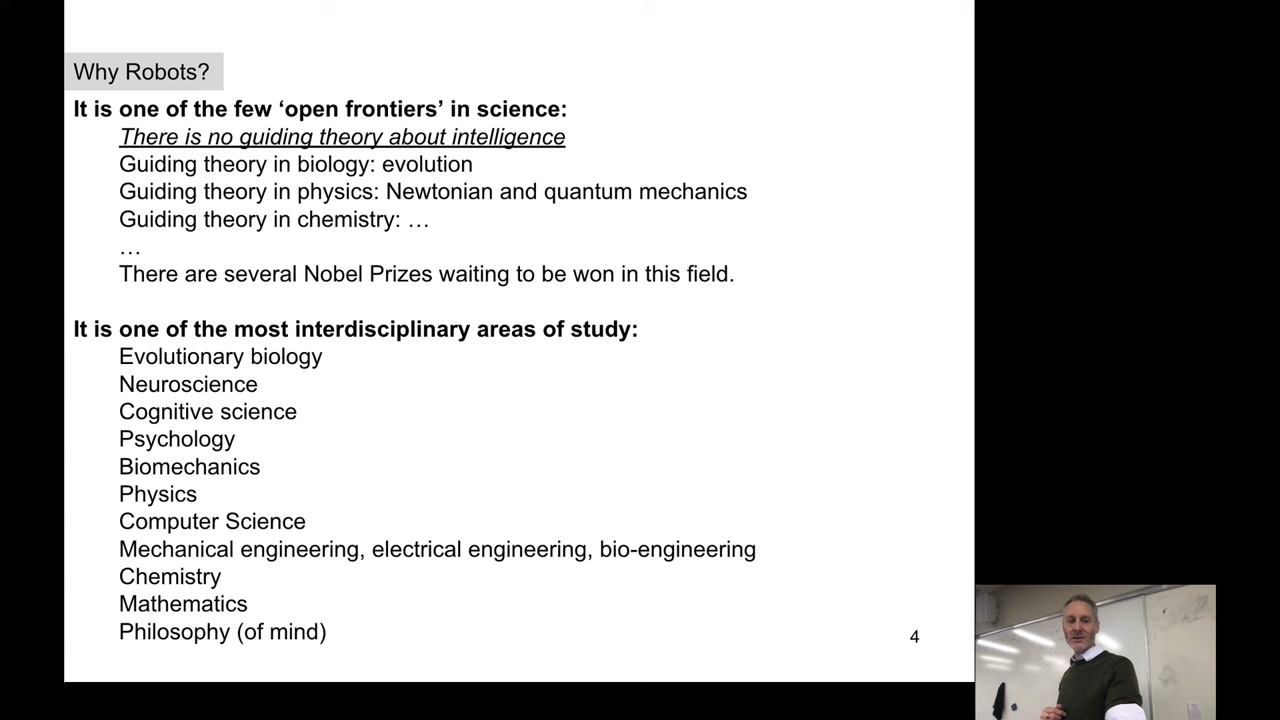 Why Robots?
It is one of the few ‘open frontiers’ in science:
There is no guiding theory about intelligence
Guiding theory in biology: evolution
Guiding theory in physics: Newtonian and quantum mechanics
Guiding theory in chemistry: …
…
There are several Nobel Prizes waiting to be won in this field.
It is one of the most interdisciplinary areas of study:
Evolutionary biology
Neuroscience
Cognitive science
Psychology
Biomechanics
Physics
Computer Science
Mechanical engineering, electrical engineering, bio-engineering
Chemistry
Mathematics
Philosophy (of mind)
4